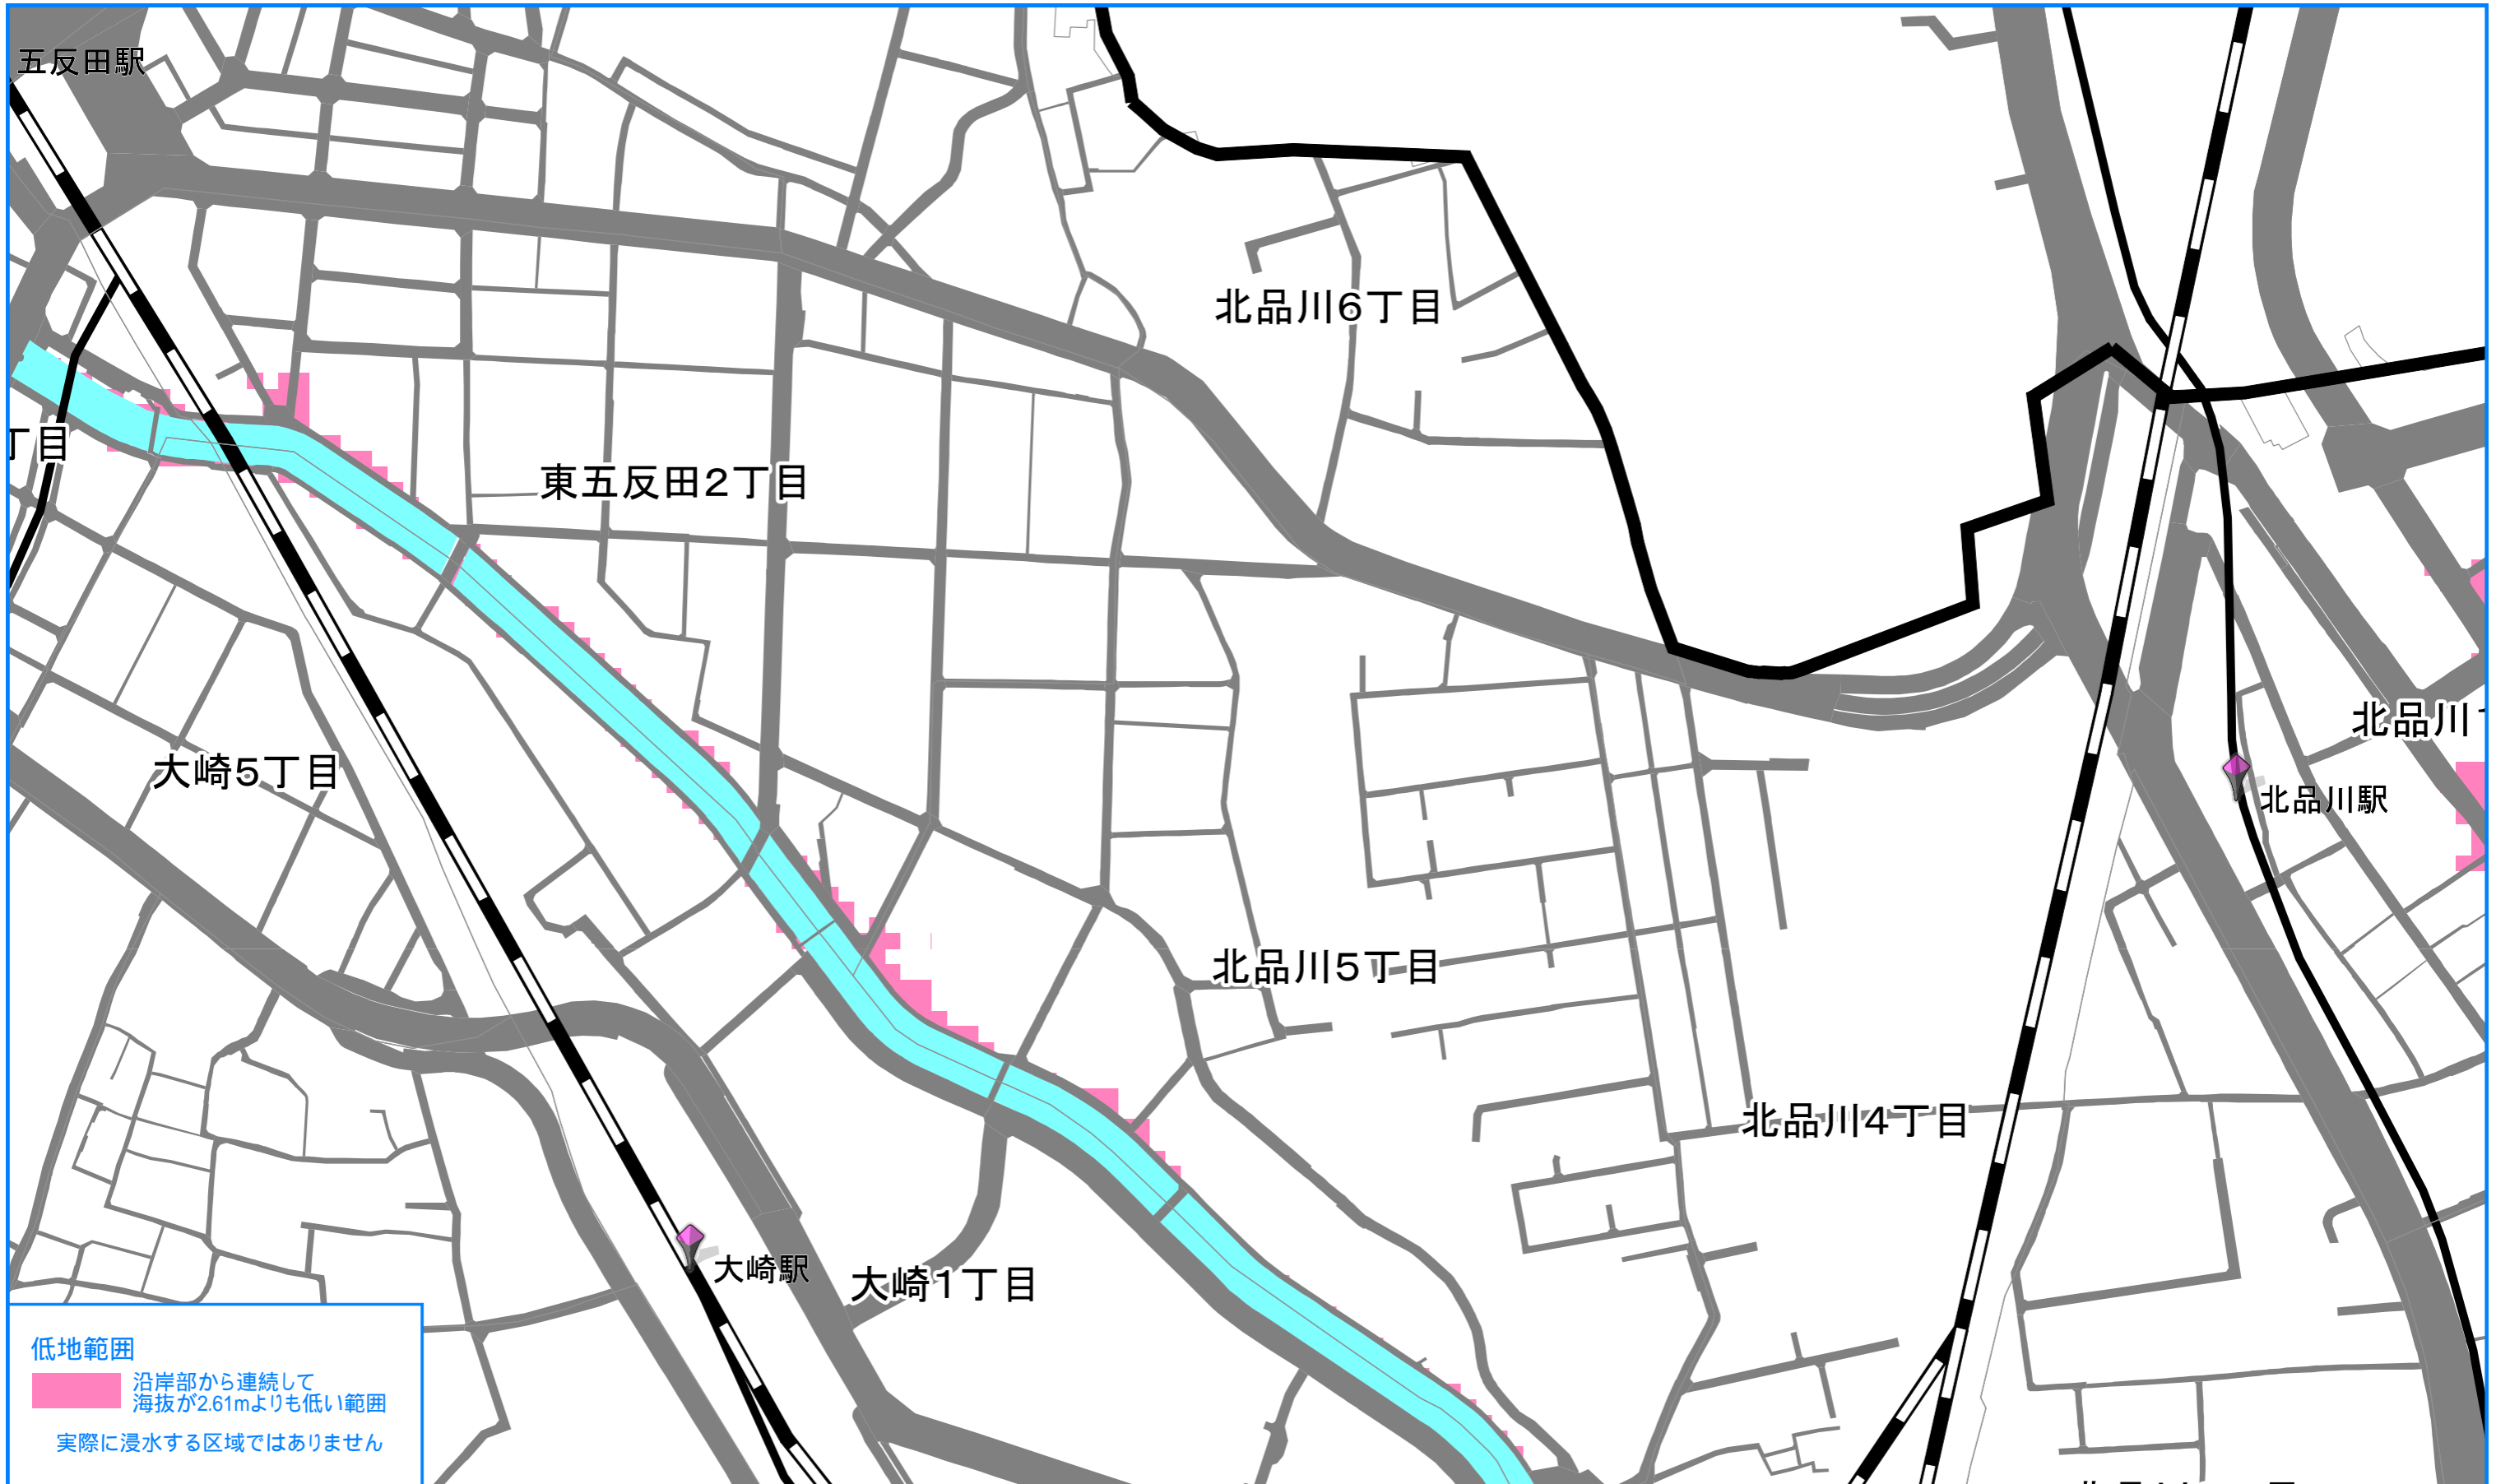 五反田駅
北品川6丁目
丁目
東五反田2丁目
北品川1
大崎5丁目
北品川駅
北品川5丁目
北品川4丁目
大崎駅
大崎1丁目
低地範囲
沿岸部から連続して
海抜が2.61mよりも低い範囲
実際に浸水する区域ではありません